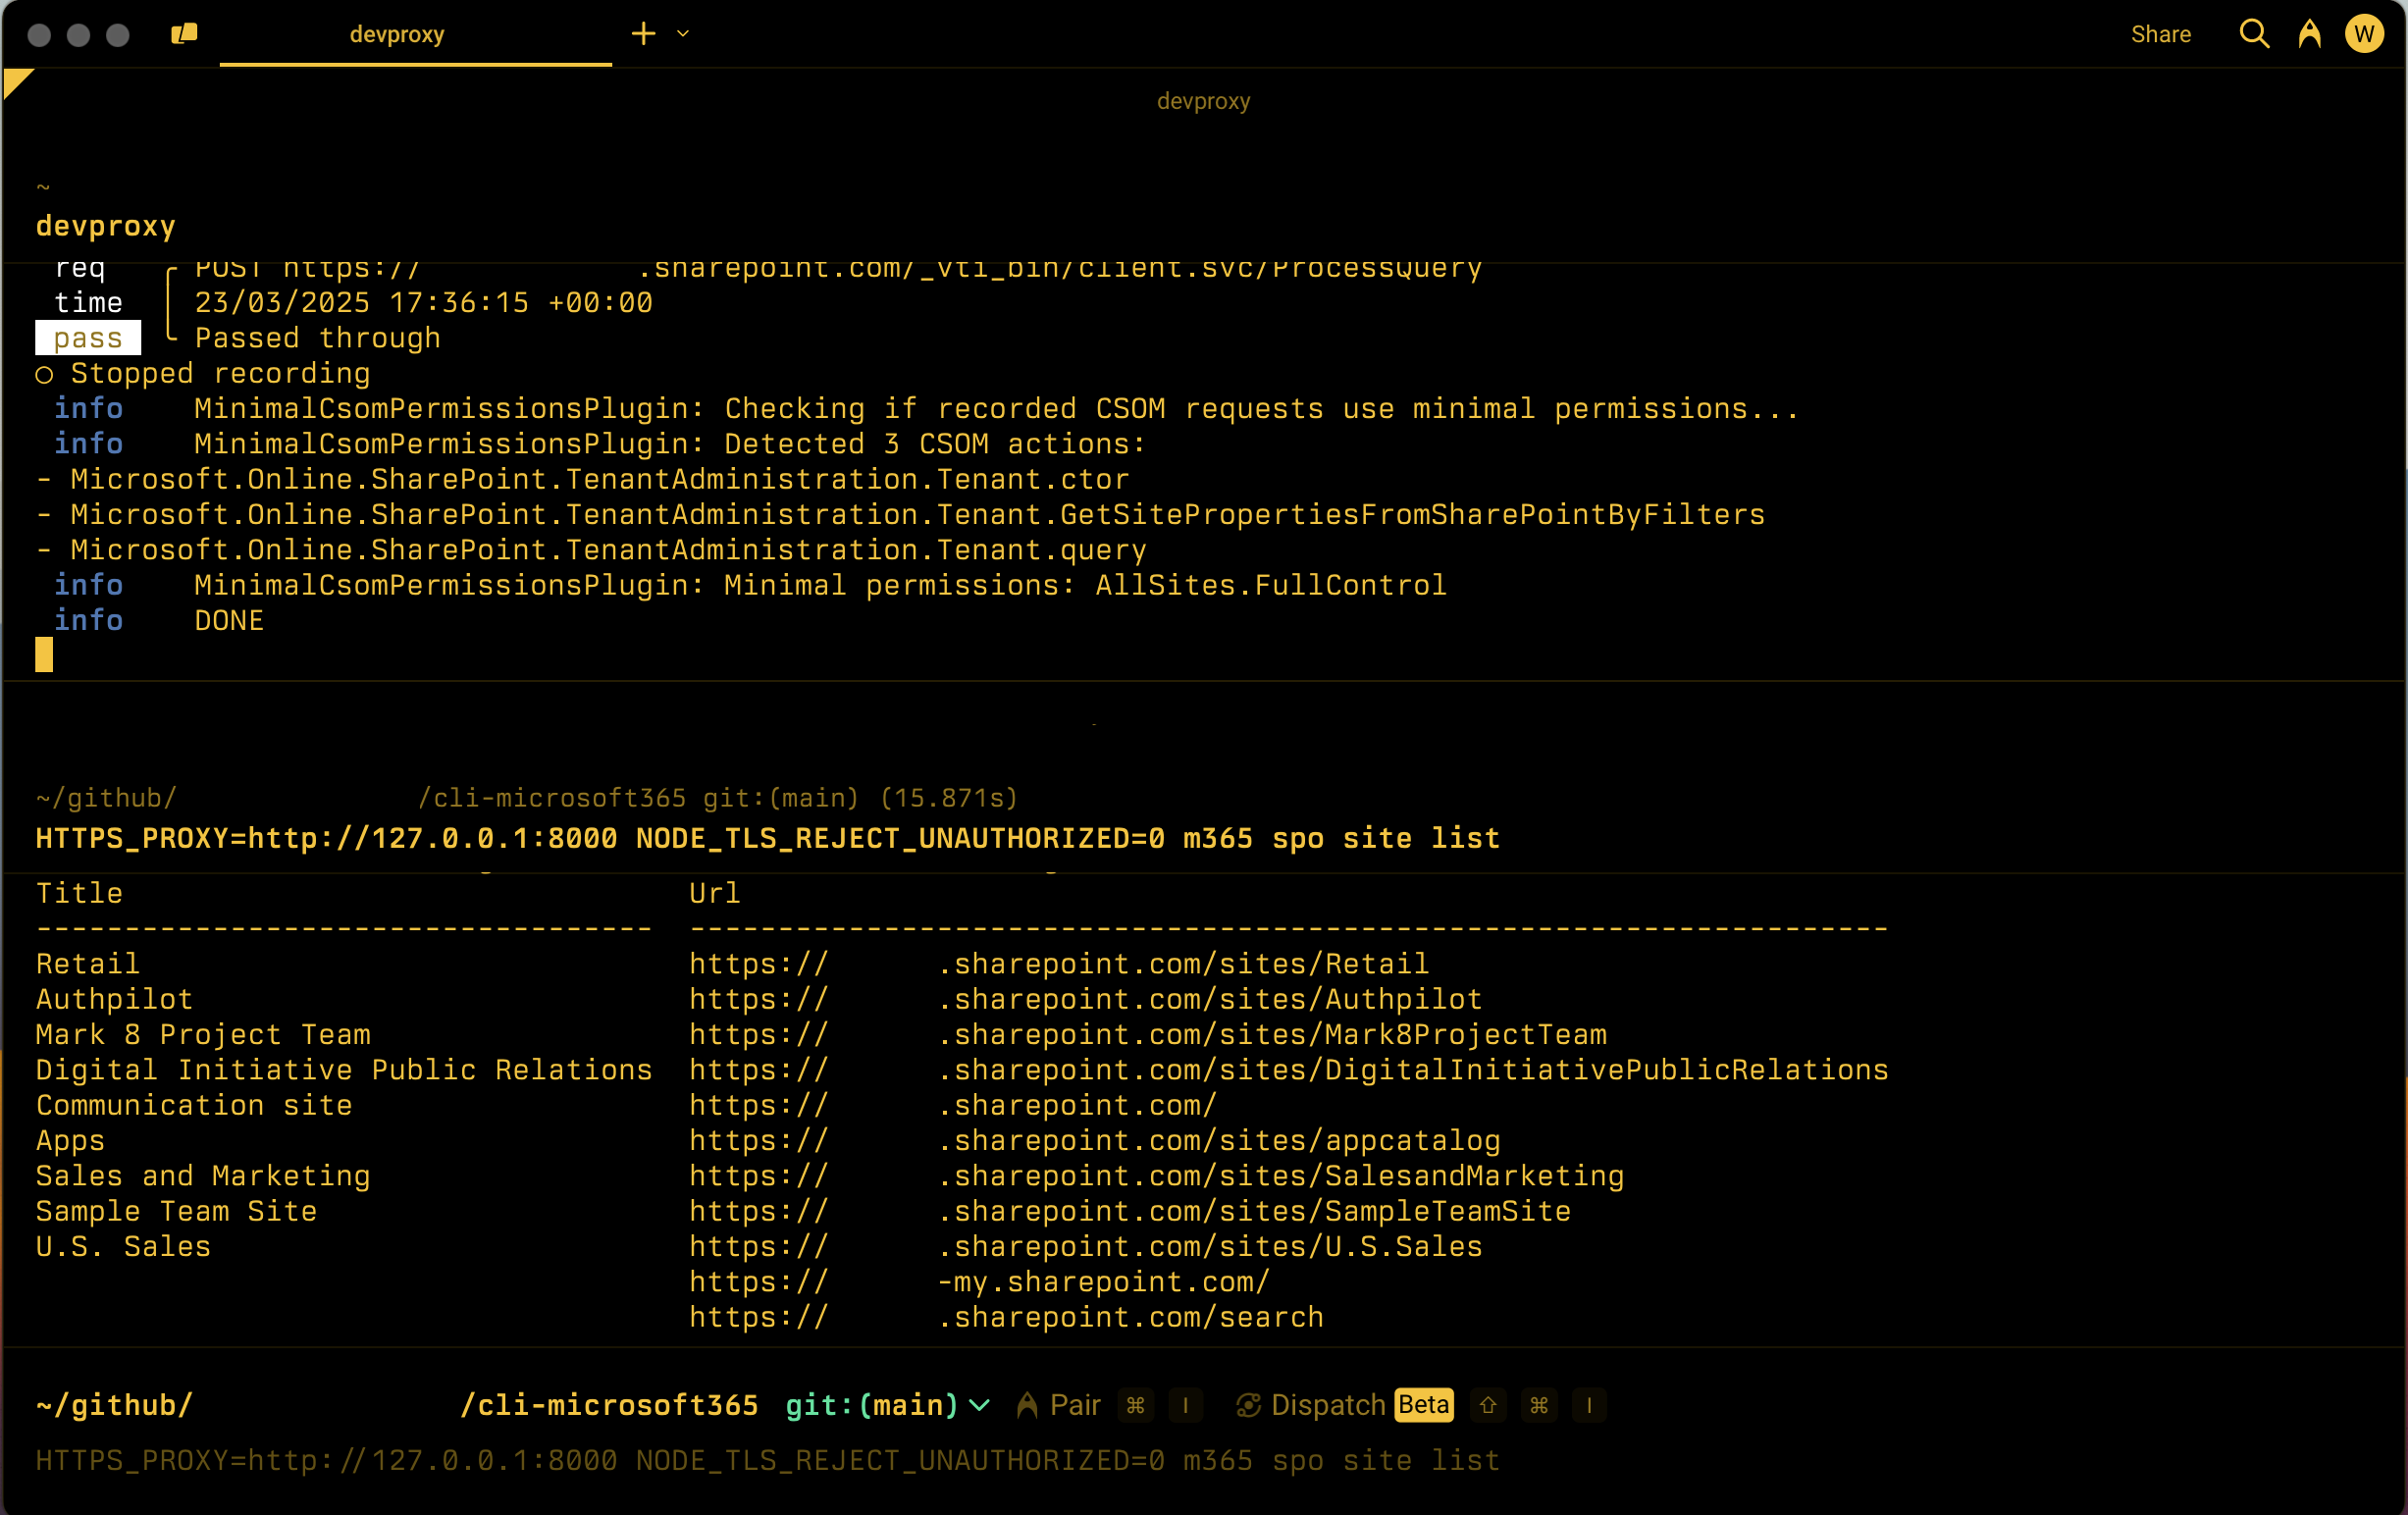 devproxy
Share
W
devproxy
~
devproxy
req POST https:// .sharepoint.com/_vti_bin/client.svc/ProcessQuery
time 23/03/2025 17:36:15 +00:00
pass Passed through
○ Stopped recording
info MinimalCsomPermissionsPlugin: Checking if recorded CSOM requests use minimal permissions...
info MinimalCsomPermissionsPlugin: Detected 3 CSOM actions:
- Microsoft.Online.SharePoint.TenantAdministration.Tenant.ctor
- Microsoft.Online.SharePoint.TenantAdministration.Tenant.GetSitePropertiesFromSharePointByFilters
- Microsoft.Online.SharePoint.TenantAdministration.Tenant.query
info MinimalCsomPermissionsPlugin: Minimal permissions: AllSites.FullControl
info DONE
~/github/ /cli-microsoft365 git:(main) (15.871s)
HTTPS_PROXY=http://127.0.0.1:8000 NODE_TLS_REJECT_UNAUTHORIZED=0 m365 spo site list
Title Url
---------------------------------- --------------------------------------------------------------------
Retail https:// .sharepoint.com/sites/Retail
Authpilot https:// .sharepoint.com/sites/Authpilot
Mark 8 Project Team https:// .sharepoint.com/sites/Mark8ProjectTeam
Digital Initiative Public Relations https:// .sharepoint.com/sites/DigitalInitiativePublicRelations
Communication site https:// .sharepoint.com/
Apps https:// .sharepoint.com/sites/appcatalog
Sales and Marketing https:// .sharepoint.com/sites/SalesandMarketing
Sample Team Site https:// .sharepoint.com/sites/SampleTeamSite
U.S. Sales https:// .sharepoint.com/sites/U.S.Sales
https:// -my.sharepoint.com/
https:// .sharepoint.com/search
~/github/ /cli-microsoft365 git:(main) Pair ⌘ I Dispatch Beta ⇧ ⌘ I
HTTPS_PROXY=http://127.0.0.1:8000 NODE_TLS_REJECT_UNAUTHORIZED=0 m365 spo site list